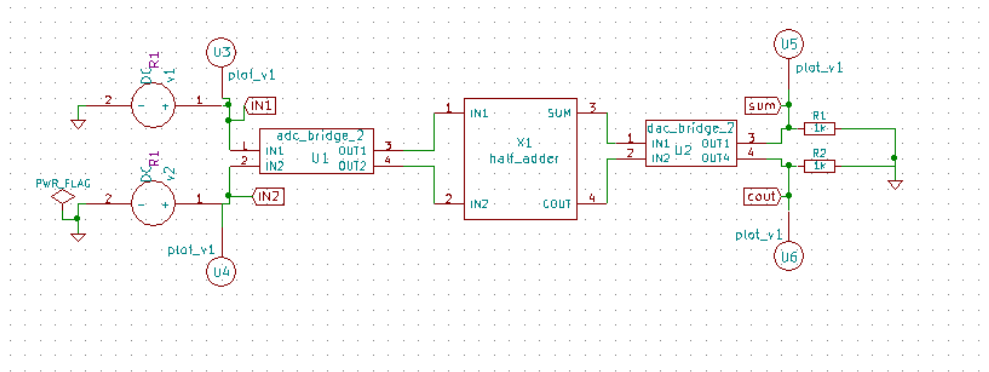 U3
plot_v1
U5
plot_v1
DC
R1
v1
2
-
+
1
IN1
sum
R1
1k
adc_bridge_2
1
IN1
OUT1
3
2
IN2
OUT2
4
U1
1
IN1
SUM
3
X1
half_adder
2
IN2
COUT
4
dac_bridge_2
1
IN1
OUT1
3
2
IN2
OUT4
4
U2
R2
1k
PWR_FLAG
DC
R1
v2
2
-
+
1
IN2
cout
plot_v1
U4
plot_v1
U6